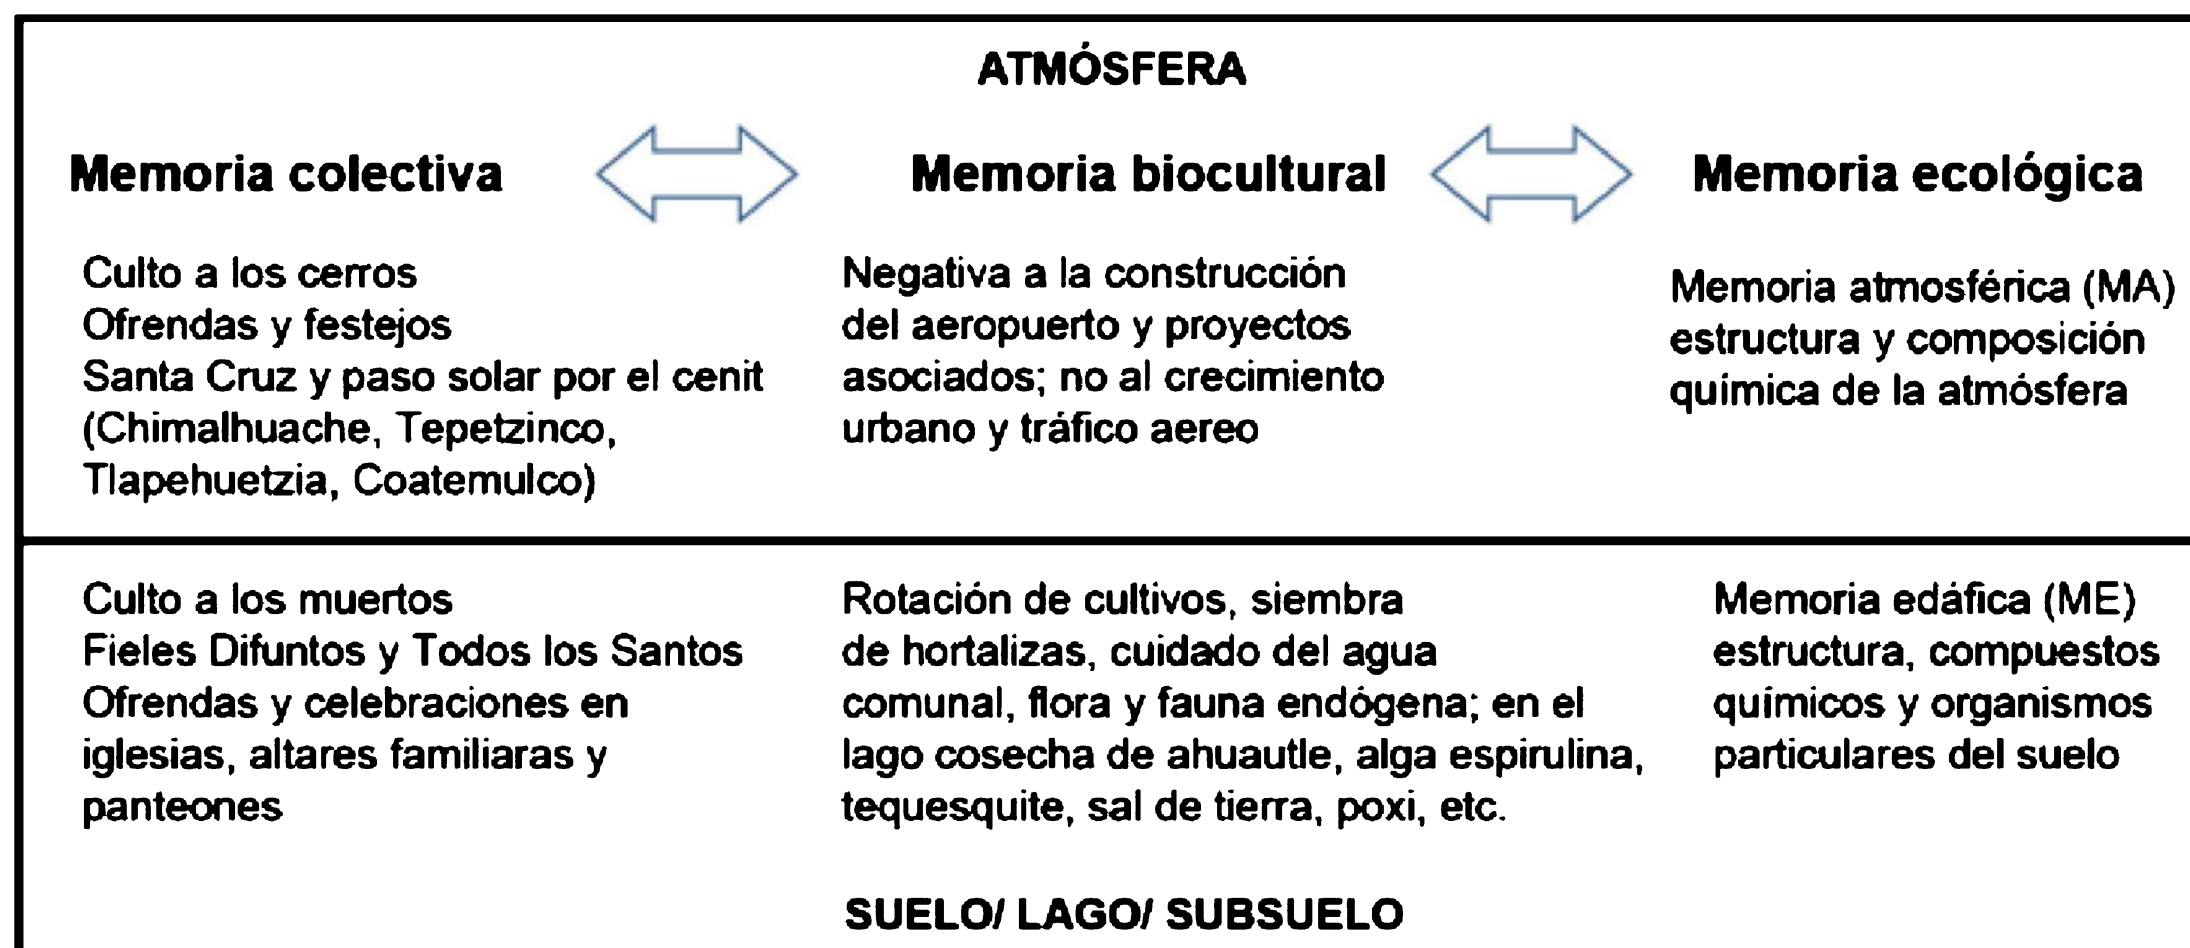 ATMÓSFERA
Memoria colectiva
Memoria biocultural
Memoria ecológica
Culto a los cerros
Ofrendas y festejos
Santa Cruz y paso solar por el cenit
(Chimalhuache, Tepetzinco,
Tlapehuetzia, Coatemulco)
Negativa a la construcción
del aeropuerto y proyectos
asociados; no al crecimiento
urbano y tráfico aereo
Memoria atmosférica (MA)
estructura y composición
química de la atmósfera
Culto a los muertos
Fieles Difuntos y Todos los Santos
Ofrendas y celebraciones en
iglesias, altares familiaras y
panteones
Rotación de cultivos, siembra
de hortalizas, cuidado del agua
comunal, flora y fauna endógena; en el
lago cosecha de ahuautle, alga espirulina,
tequesquite, sal de tierra, poxi, etc.
Memoria edáfica (ME)
estructura, compuestos
químicos y organismos
particulares del suelo
SUELO/ LAGO/ SUBSUELO